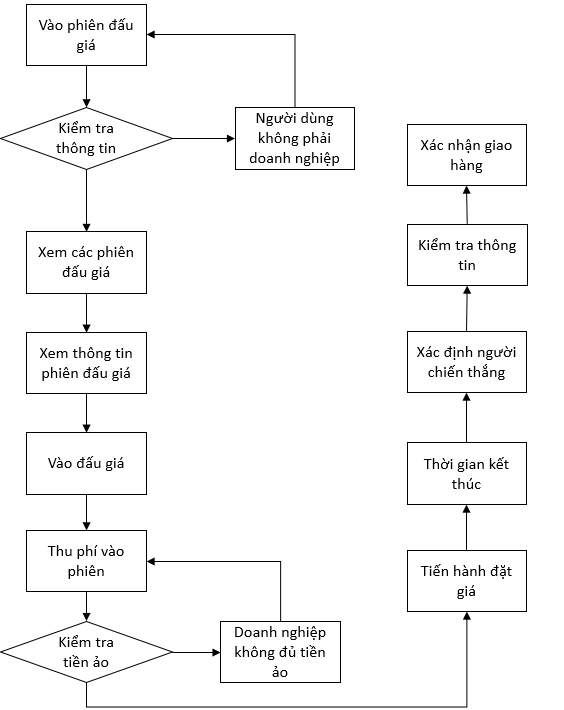 Vào phiên đấu
giá
Kiểm tra
thông tin
Người dùng
không phải
doanh nghiệp
Xem các phiên
đấu giá
Xem thông tin
phiên đấu giá
Vào đấu giá
Thu phí vào
phiên
Kiểm tra
tiền ảo
Doanh nghiệp
không đủ tiền
ảo
Tiến hành đặt
giá
Thời gian kết
thúc
Xác định người
chiến thắng
Kiểm tra thông
tin
Xác nhận giao
hàng